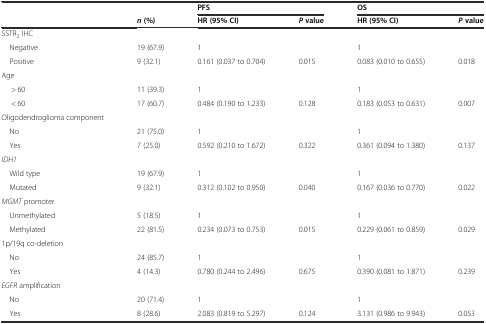 PFS OS
n (%) HR (95% CI) P value HR (95% CI) P value
SSTR2 IHC
Negative 19 (67.9) 1 1
Positive 9 (32.1) 0.161 (0.037 to 0.704) 0.015 0.083 (0.010 to 0.655) 0.018
Age
> 60 11 (39.3) 1 1
< 60 17 (60.7) 0.484 (0.190 to 1.233) 0.128 0.183 (0.053 to 0.631) 0.007
Oligodendroglioma component
No 21 (75.0) 1 1
Yes 7 (25.0) 0.592 (0.210 to 1.672) 0.322 0.361 (0.094 to 1.380) 0.137
IDH1
Wild type 19 (67.9) 1 1
Mutated 9 (32.1) 0.312 (0.102 to 0.950) 0.040 0.167 (0.036 to 0.770) 0.022
MGMT promoter
Unmethylated 5 (18.5) 1 1
Methylated 22 (81.5) 0.234 (0.073 to 0.753) 0.015 0.229 (0.061 to 0.859) 0.029
1p/19q co-deletion
No 24 (85.7) 1 1
Yes 4 (14.3) 0.780 (0.244 to 2.496) 0.675 0.390 (0.081 to 1.871) 0.239
EGFR amplification
No 20 (71.4) 1 1
Yes 8 (28.6) 2.083 (0.819 to 5.297) 0.124 3.131 (0.986 to 9.943) 0.053